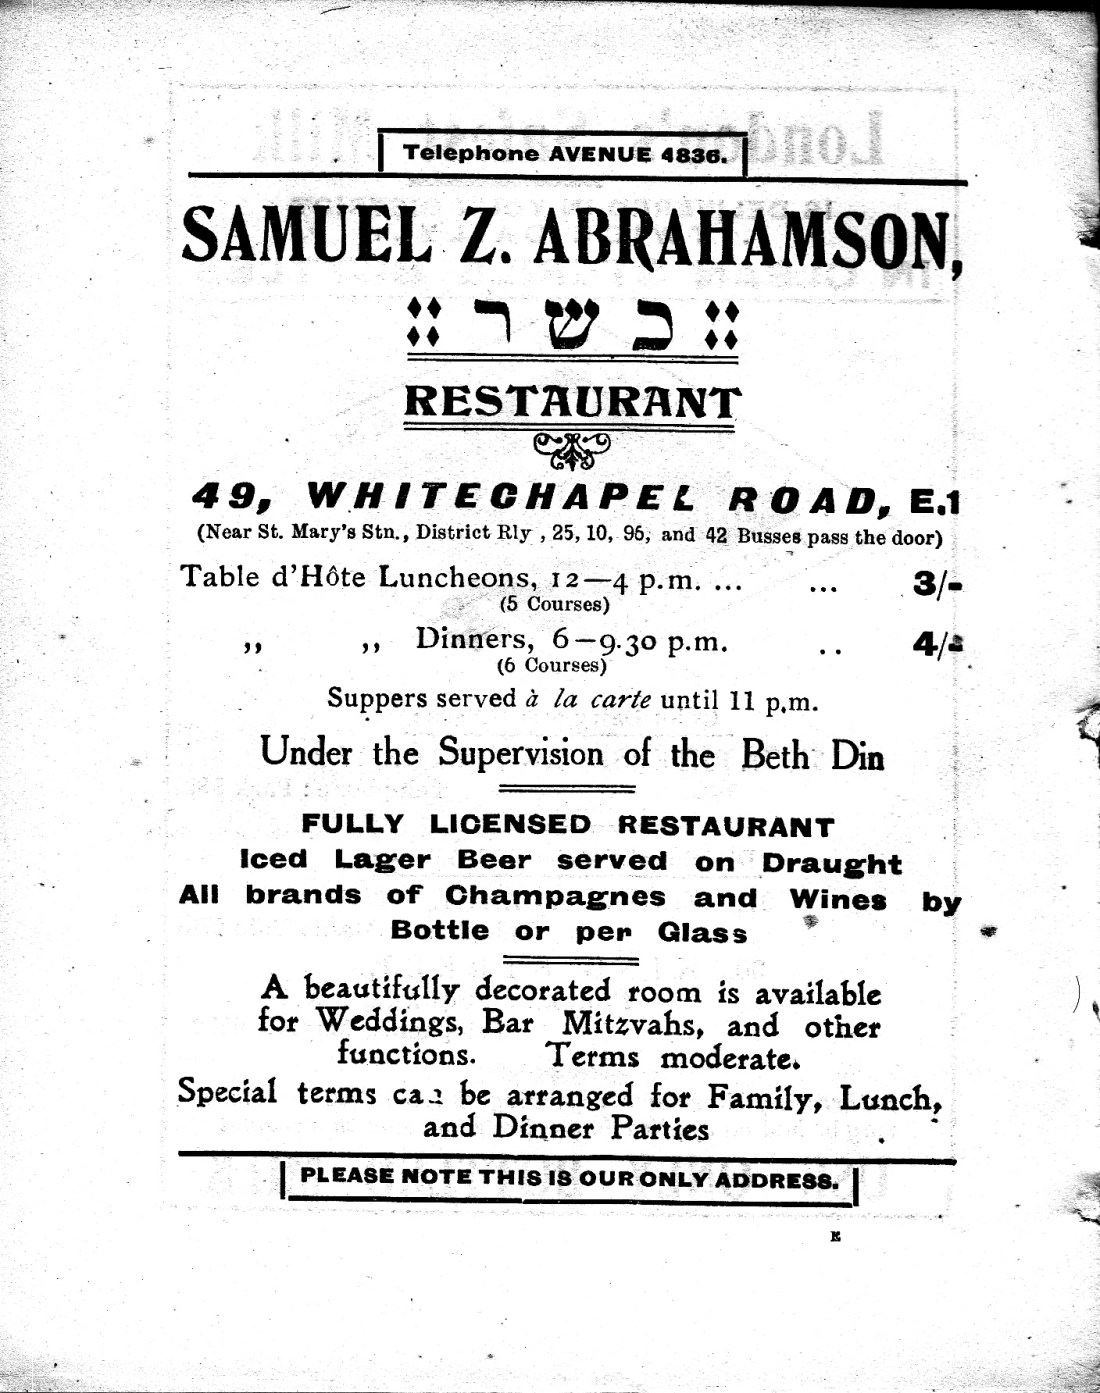 Telephone AVENUE 4836.
SAMUEL Z. ABRAHAMSON,
כשר
RESTAURANT
49, WHITECHAPEL ROAD, E.1
(Near St. Mary's Stn., District Rly , 25, 10, 95, and 42 Busses pass the door)
Table d'Hôte Luncheons, 12—4 p.m. ... ... 3/-
(5 Courses)
,, ,, Dinners, 6—9.30 p.m. .. 4/-
(6 Courses)
Suppers served à la carte until 11 p.m.
Under the Supervision of the Beth Din
FULLY LICENSED RESTAURANT
Iced Lager Beer served on Draught
All brands of Champagnes and Wines by
Bottle or per Glass
A beautifully decorated room is available
for Weddings, Bar Mitzvahs, and other
functions. Terms moderate.
Special terms can be arranged for Family, Lunch,
and Dinner Parties
PLEASE NOTE THIS IS OUR ONLY ADDRESS.
E